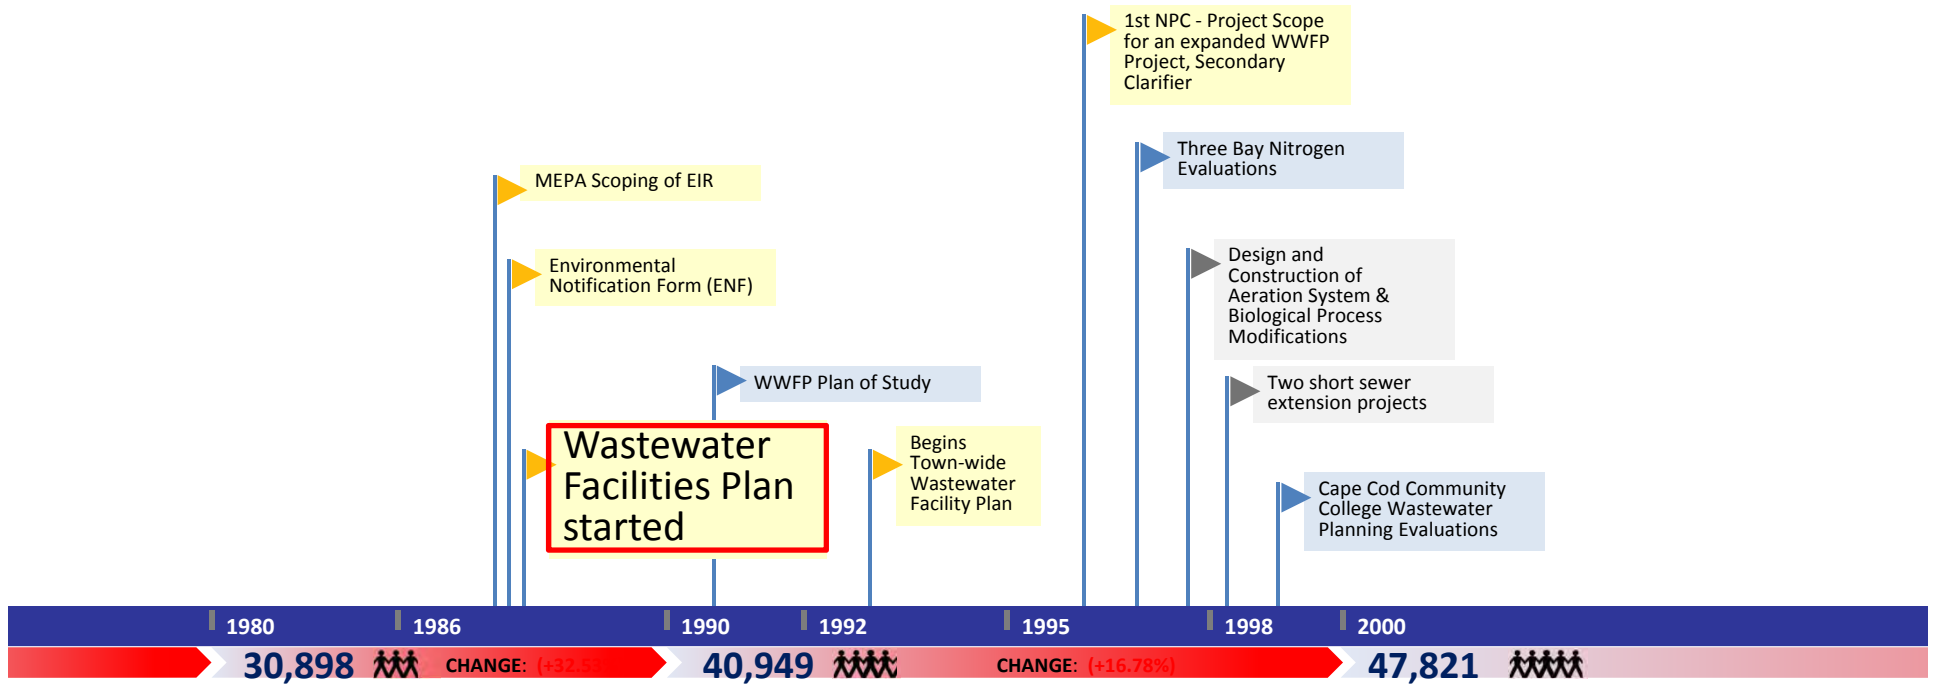 1st NPC - Project Scope
for an expanded WWFP
Project, Secondary
Clarifier
Three Bay Nitrogen
Evaluations
MEPA Scoping of EIR
Environmental
Notification Form (ENF)
Design and
Construction of
Aeration System &
Biological Process
Modifications
WWFP Plan of Study
Two short sewer
extension projects
Wastewater
Facilities Plan
started
Begins
Town-wide
Wastewater
Facility Plan
Cape Cod Community
College Wastewater
Planning Evaluations
1980 1986 1990 1992 1995 1998 2000
30,898 CHANGE: (+32.53 40,949 CHANGE: (+16.78%) 47,821